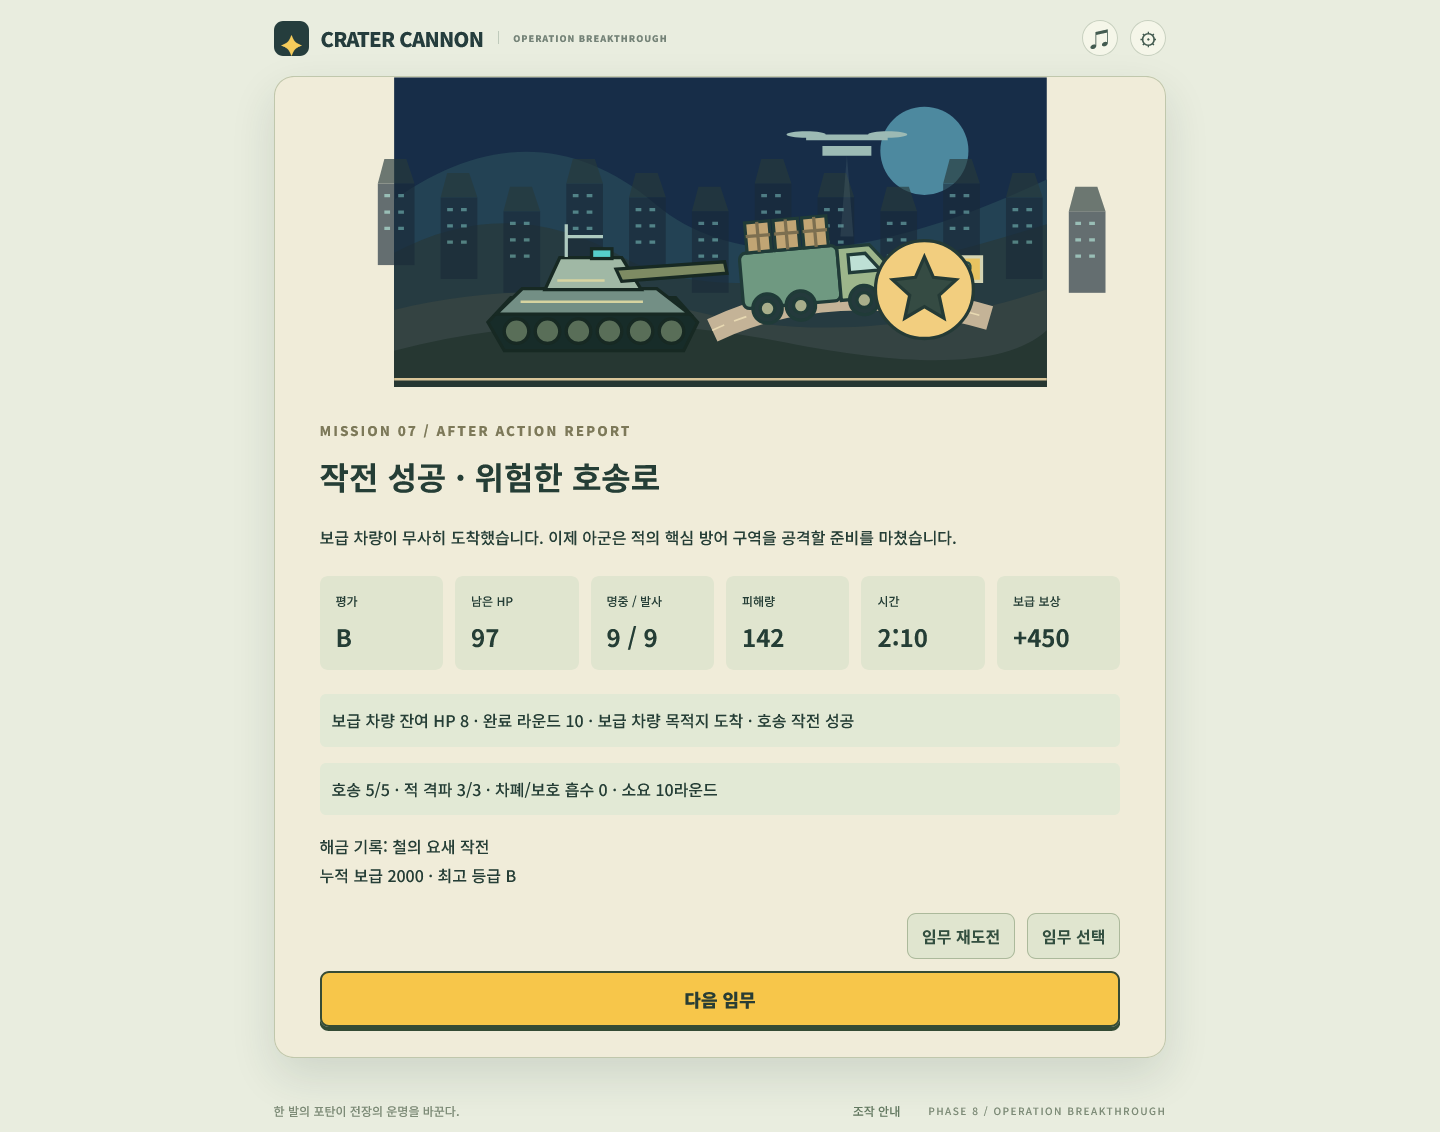 CRATER CANNON
OPERATION BREAKTHROUGH
MISSION 07 / AFTER ACTION REPORT
작전 성공 · 위험한 호송로
보급 차량이 무사히 도착했습니다. 이제 아군은 적의 핵심 방어 구역을 공격할 준비를 마쳤습니다.
평가
B
남은 HP
97
명중 / 발사
9 / 9
피해량
142
시간
2:10
보급 보상
+450
보급 차량 잔여 HP 8 · 완료 라운드 10 · 보급 차량 목적지 도착 · 호송 작전 성공
호송 5/5 · 적 격파 3/3 · 차폐/보호 흡수 0 · 소요 10라운드
해금 기록: 철의 요새 작전
누적 보급 2000 · 최고 등급 B
임무 재도전
임무 선택
다음 임무
한 발의 포탄이 전장의 운명을 바꾼다.
조작 안내
PHASE 8 / OPERATION BREAKTHROUGH